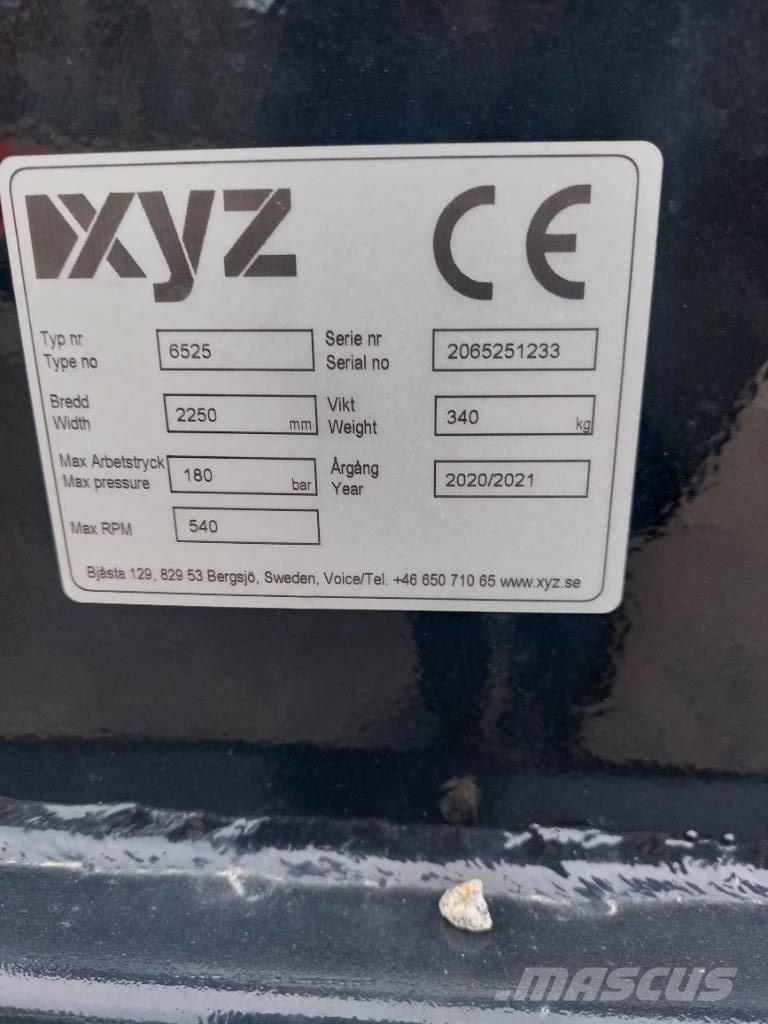 xyz CE
Typ nr 6525 Serie nr 2065251233
Type no Serial no
Bredd 2250 mm Vikt 340 kg
Width Weight
Max Arbetstryck 180 bar Årgång 2020/2021
Max pressure Year
Max RPM 540
Bjåsta 129, 829 53 Bergsjö, Sweden, Voice/Tel. +46 650 710 65 www.xyz.se
MASCUS